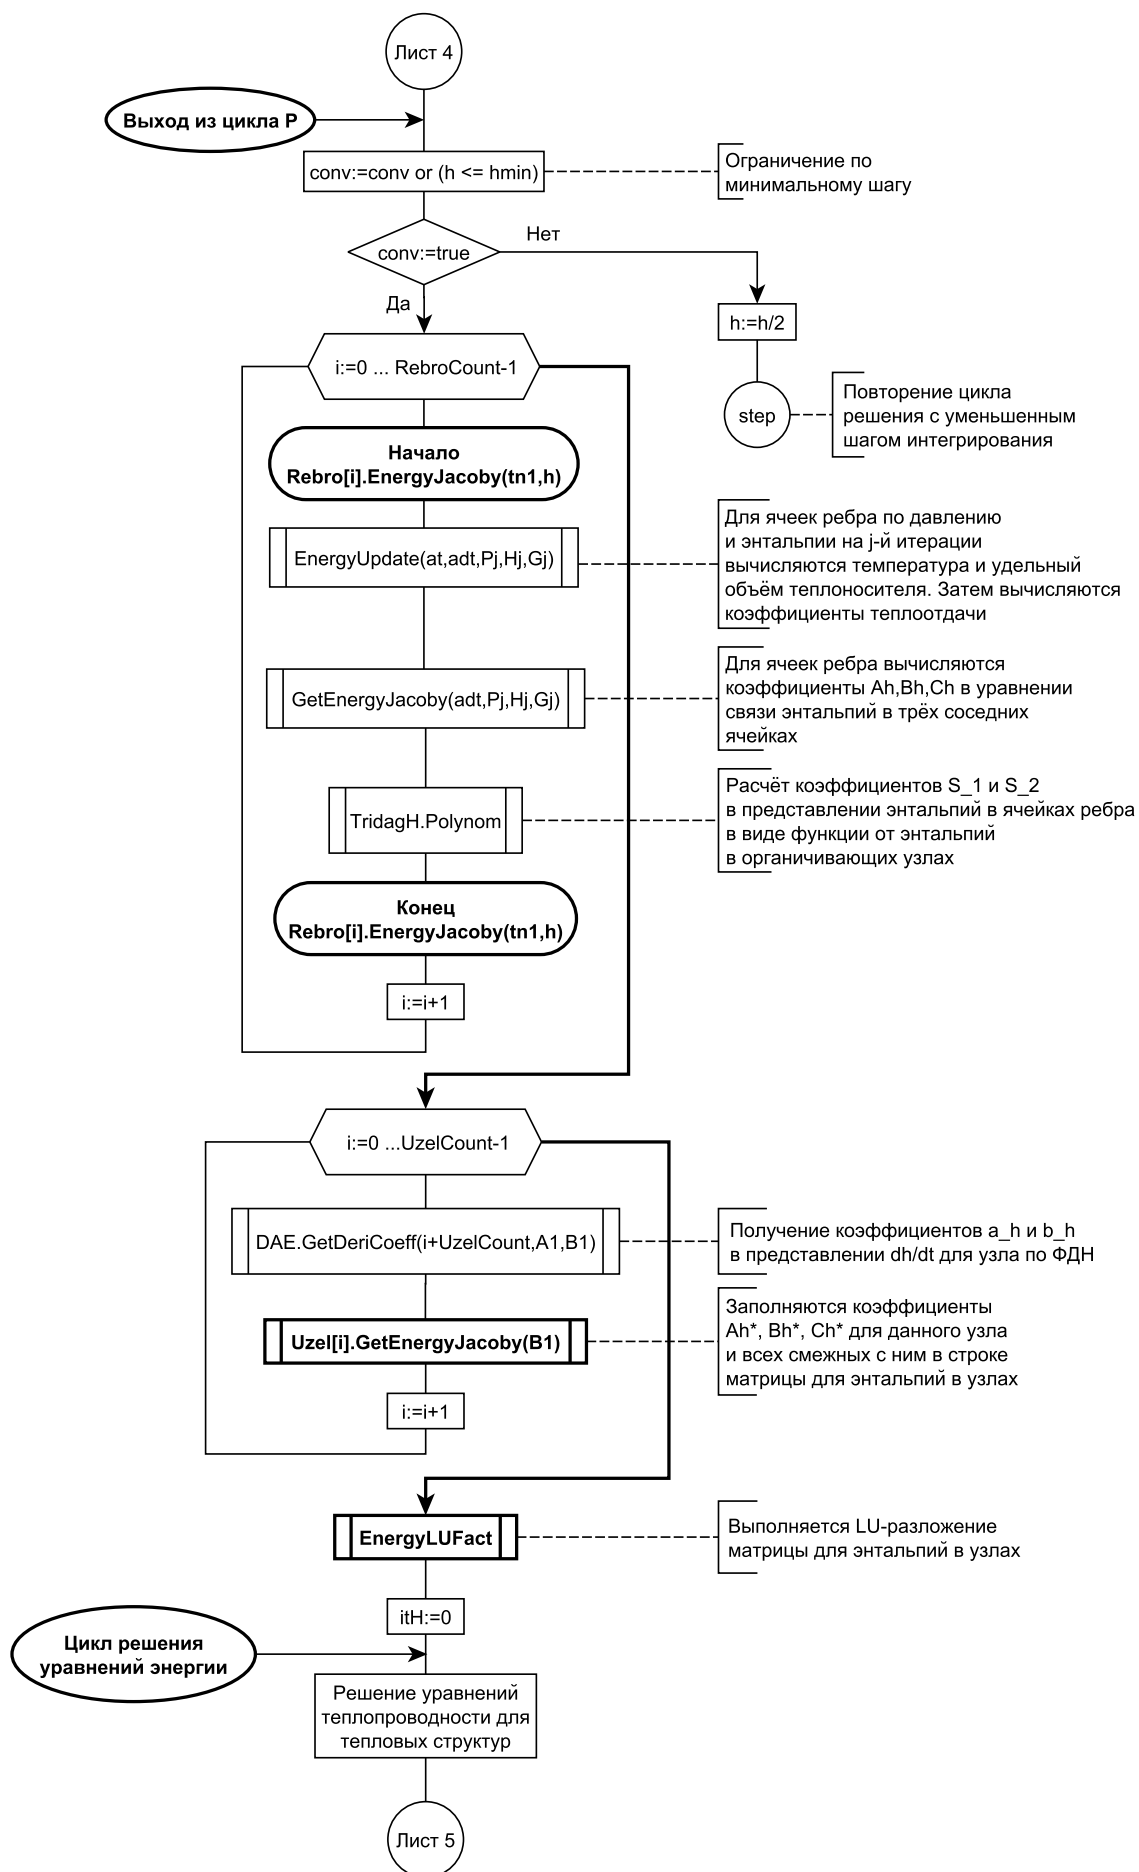 Лист 4
Выход из цикла P
conv:=conv or (h <= hmin)
Ограничение по
минимальному шагу
conv:=true
Нет
Да
h:=h/2
i:=0 ... RebroCount-1
step
Повторение цикла
решения с уменьшенным
шагом интегрирования
Начало
Rebro[i].EnergyJacoby(tn1,h)
EnergyUpdate(at,adt,Pj,Hj,Gj)
Для ячеек ребра по давлению
и энтальпии на j-й итерации
вычисляются температура и удельный
объём теплоносителя. Затем вычисляются
коэффициенты теплоотдачи
GetEnergyJacoby(adt,Pj,Hj,Gj)
Для ячеек ребра вычисляются
коэффициенты Ah,Bh,Ch в уравнении
связи энтальпий в трёх соседних
ячейках
TridagH.Polynom
Расчёт коэффициентов S_1 и S_2
в представлении энтальпий в ячейках ребра
в виде функции от энтальпий
в органичивающих узлах
Конец
Rebro[i].EnergyJacoby(tn1,h)
i:=i+1
i:=0 ...UzelCount-1
DAE.GetDeriCoeff(i+UzelCount,A1,B1)
Получение коэффициентов a_h и b_h
в представлении dh/dt для узла по ФДН
Uzel[i].GetEnergyJacoby(B1)
Заполняются коэффициенты
Ah*, Bh*, Ch* для данного узла
и всех смежных с ним в строке
матрицы для энтальпий в узлах
i:=i+1
EnergyLUFact
Выполняется LU-разложение
матрицы для энтальпий в узлах
itH:=0
Цикл решения
уравнений энергии
Решение уравнений
теплопроводности для
тепловых структур
Лист 5